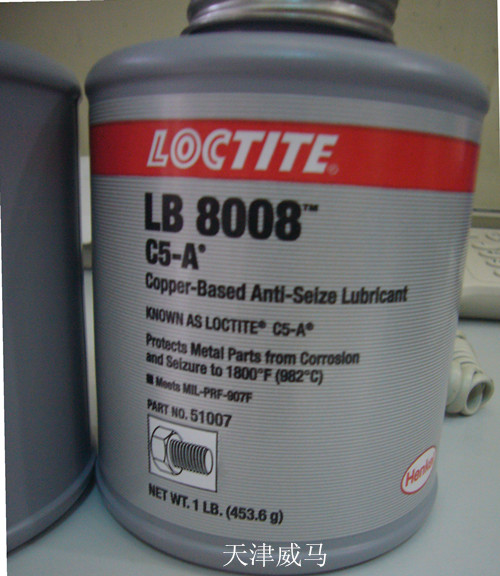 LOCTITE®
LB 8008™
C5-A®
Copper-Based Anti-Seize Lubricant
KNOWN AS LOCTITE® C5-A®
Protects Metal Parts from Corrosion
and Seizure to 1800°F (982°C)
■ Meets MIL-PRF-907F
PART NO. 51007
Henkel
NET WT. 1 LB. (453.6 g)
天津威马